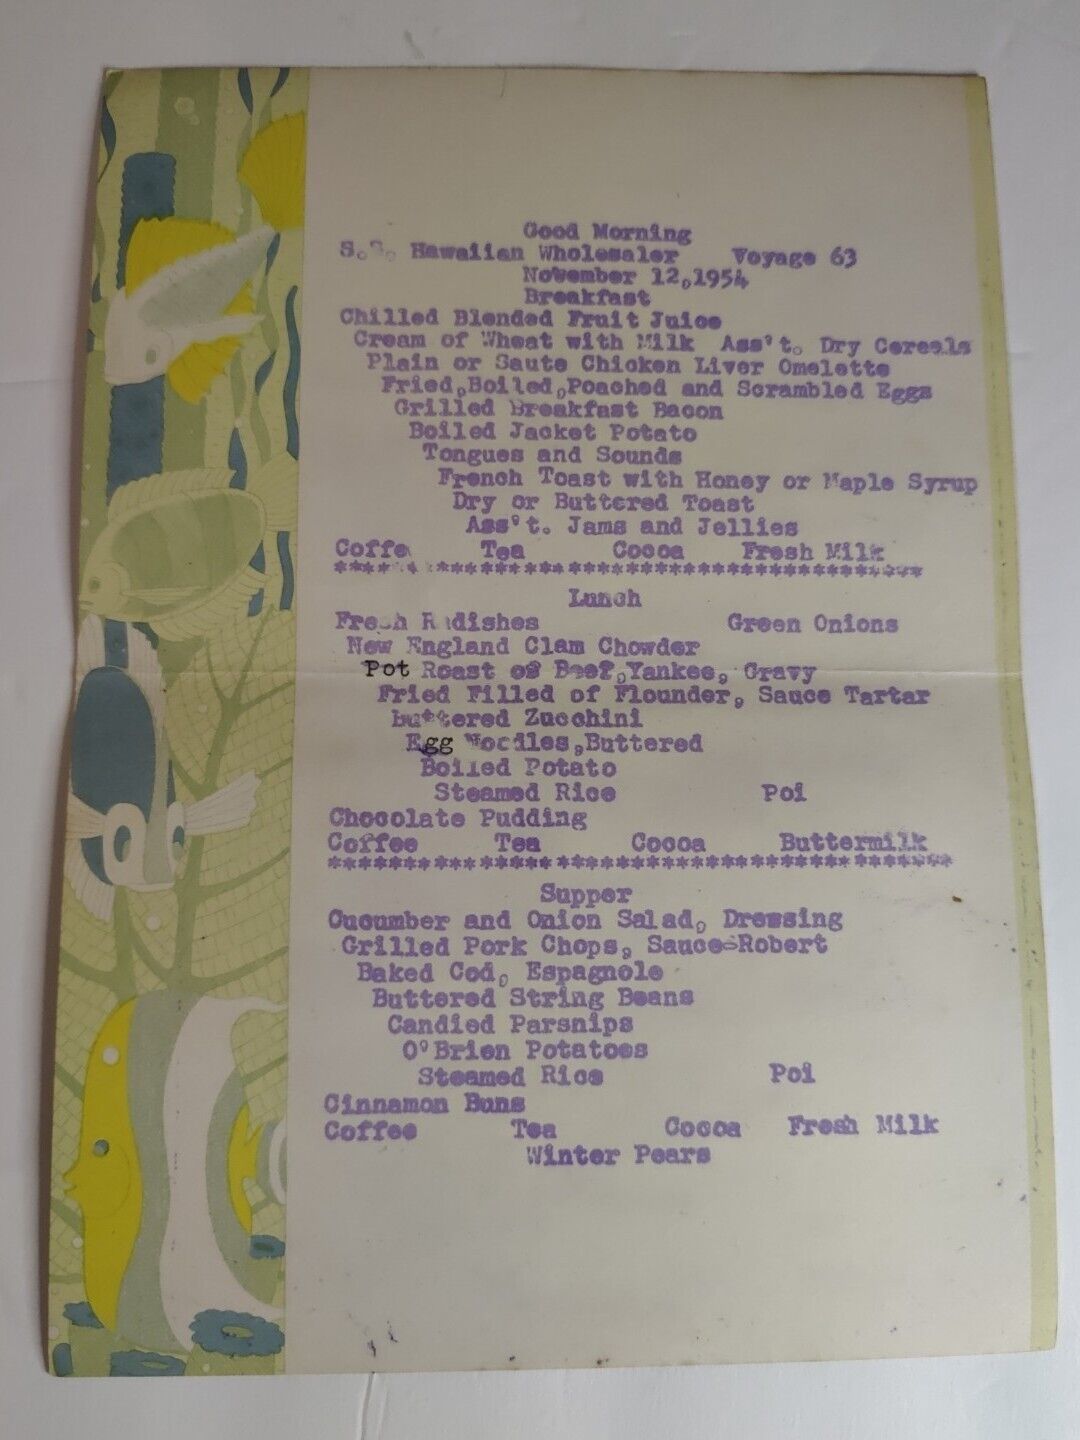 Good Morning
S.S. Hawaiian Wholesaler Voyage 63
November 12,1954
Breakfast
Chilled Blended Fruit Juice
Cream of Wheat with Milk Ass't. Dry Cereals
Plain or Saute Chicken Liver Omelette
Fried,Boiled,Poached and Scrambled Eggs
Grilled Breakfast Bacon
Boiled Jacket Potato
Tongues and Sounds
French Toast with Honey or Maple Syrup
Dry or Buttered Toast
Ass't. Jams and Jellies
Coffe Tea Cocoa Fresh Milk
******************************************
Lunch
Fresh Radishes Green Onions
New England Clam Chowder
Pot Roast of Beef,Yankee, Gravy
Fried Filled of Flounder, Sauce Tartar
Buttered Zucchini
Egg Noodles,Buttered
Boiled Potato
Steamed Rice Poi
Chocolate Pudding
Coffee Tea Cocoa Buttermilk
*******************************************
Supper
Cucumber and Onion Salad, Dressing
Grilled Pork Chops, Sauce-Robert
Baked Cod, Espagnole
Buttered String Beans
Candied Parsnips
O'Brien Potatoes
Steamed Rice Poi
Cinnamon Buns
Coffee Tea Cocoa Fresh Milk
Winter Pears